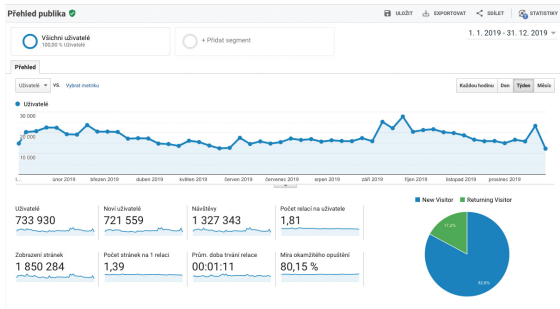 Přehled publika
ULOŽIT
EXPORTOVAT
SDÍLET
STATISTIKY
Všichni uživatelé
100,00 % Uživatelé
+ Přidat segment
1. 1. 2019 - 31. 12. 2019
Přehled
Uživatelé VS. Vybrat metriku
Každou hodinu Den Týden Měsíc
Uživatelé
30 000
20 000
10 000
únor 2019 březen 2019 duben 2019 květen 2019 červen 2019 červenec 2019 srpen 2019 září 2019 říjen 2019 listopad 2019 prosinec 2019
New Visitor Returning Visitor
Uživatelé
733 930
Noví uživatelé
721 559
Návštěvy
1 327 343
Počet relací na uživatele
1,81
Zobrazení stránek
1 850 284
Počet stránek na 1 relaci
1,39
Prům. doba trvání relace
00:01:11
Míra okamžitého opuštění
80,15 %
17,2%
82,8%